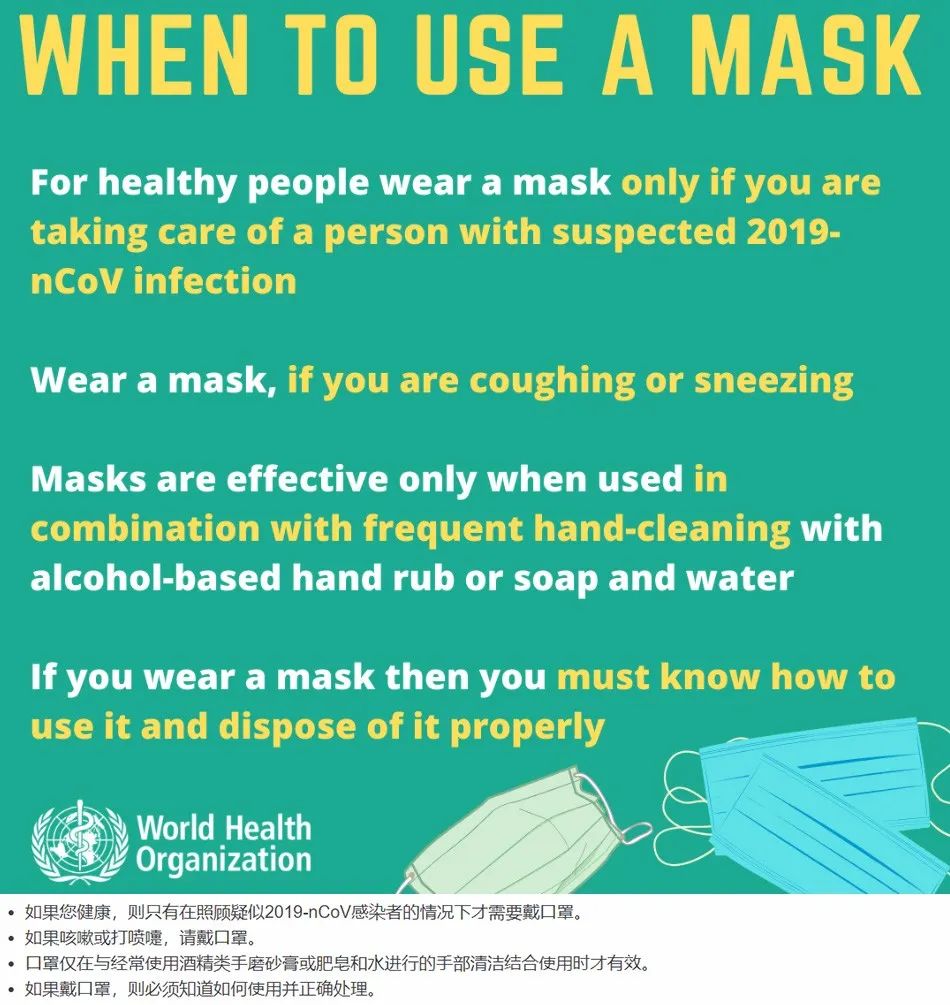 WHEN TO USE A MASK
For healthy people wear a mask only if you are
taking care of a person with suspected 2019-
nCoV infection
Wear a mask, if you are coughing or sneezing
Masks are effective only when used in
combination with frequent hand-cleaning with
alcohol-based hand rub or soap and water
If you wear a mask then you must know how to
use it and dispose of it properly
World Health
Organization
• 如果您健康，则只有在照顾疑似2019-nCoV感染者的情况下才需要戴口罩。
• 如果咳嗽或打喷嚏，请戴口罩。
• 口罩仅在与经常使用酒精类手磨砂膏或肥皂和水进行的手部清洁结合使用时才有效。
• 如果戴口罩，则必须知道如何使用并正确处理。